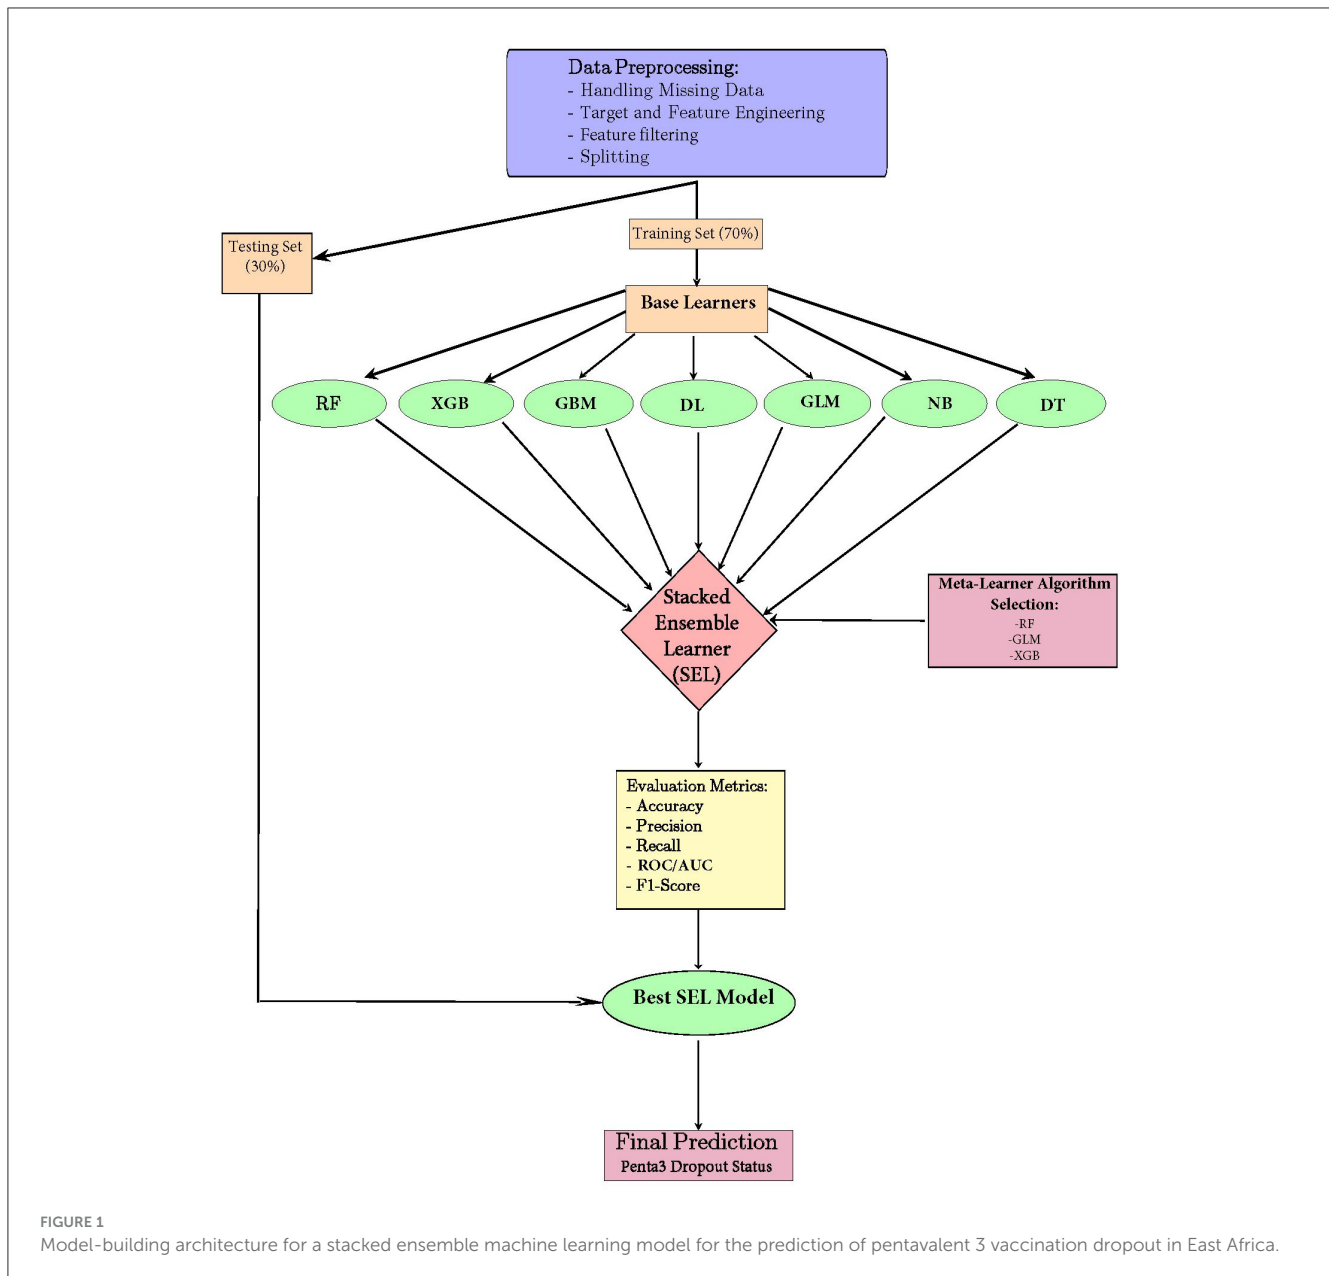 Data Preprocessing:
- Handling Missing Data
- Target and Feature Engineering
- Feature filtering
- Splitting
Testing Set
(30%)
Training Set (70%)
Base Learners
RF
XGB
GBM
DL
GLM
NB
DT
Stacked
Ensemble
Learner
(SEL)
Meta-Learner Algorithm
Selection:
-RF
-GLM
-XGB
Evaluation Metrics:
- Accuracy
- Precision
- Recall
- ROC/AUC
- F1-Score
Best SEL Model
Final Prediction
Penta3 Dropout Status
FIGURE 1
Model-building architecture for a stacked ensemble machine learning model for the prediction of pentavalent 3 vaccination dropout in East Africa.